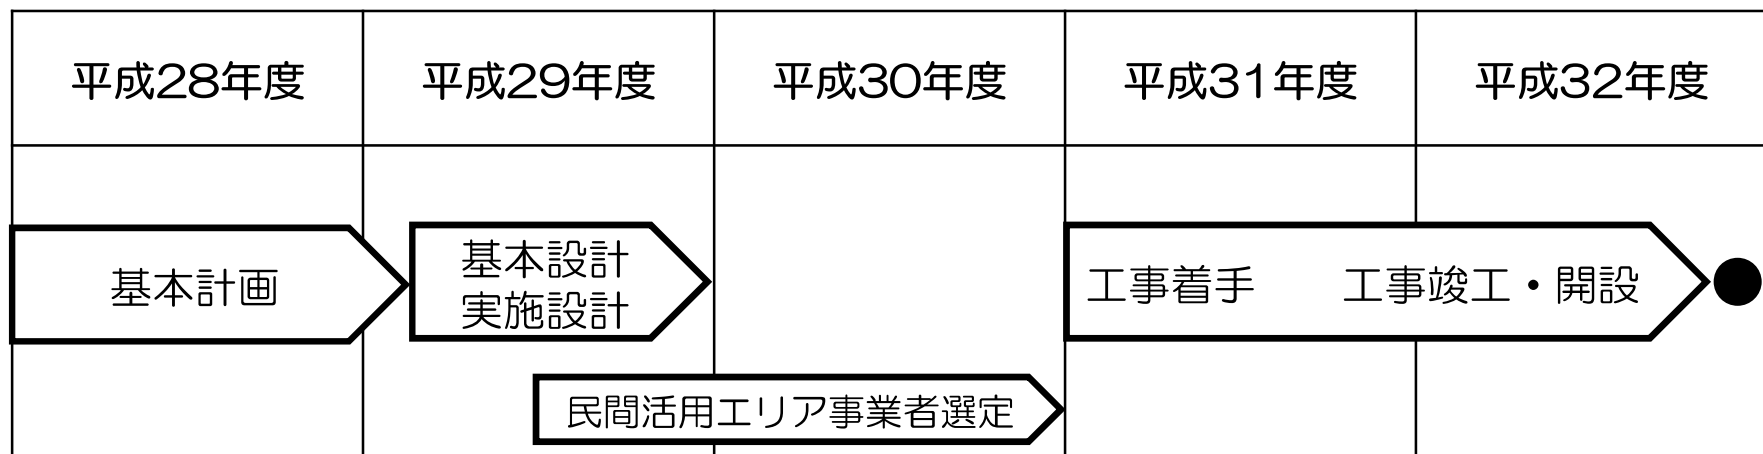 平成28年度
平成29年度
平成30年度
平成31年度
平成32年度
基本計画
基本設計
実施設計
工事着手
工事竣工・開設
民間活用エリア事業者選定